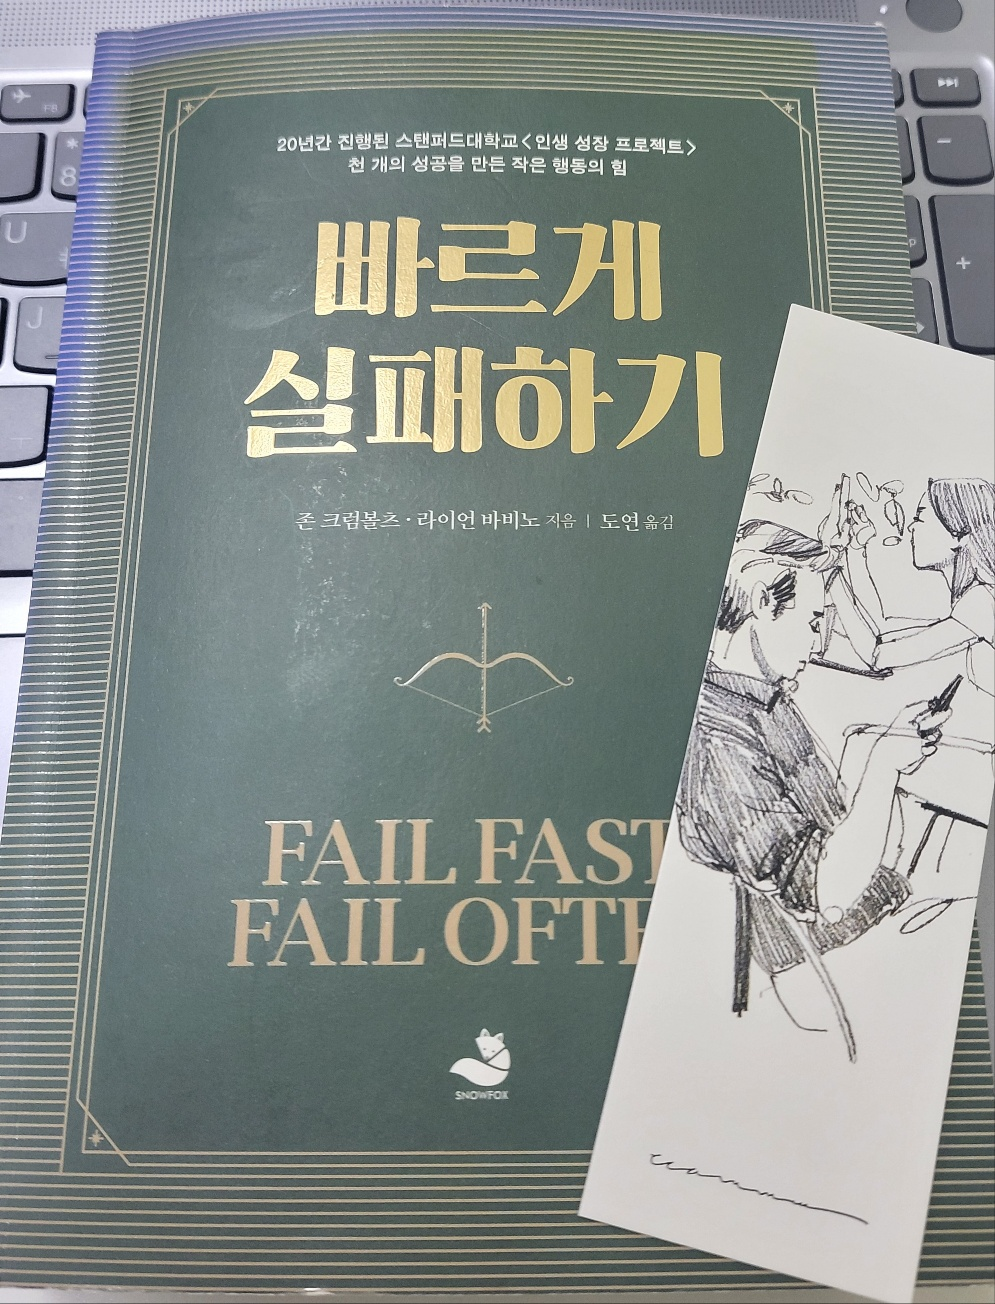 20년간 진행된 스탠퍼드대학교<인생 성장 프로젝트>
천 개의 성공을 만든 작은 행동의 힘
빠르게
실패하기
존 크럼볼츠 · 라이언 바비노 지음 | 도연 옮김
FAIL FAST
FAIL OFTE
SNOWFOX
F8
*
8
U
J
-
+